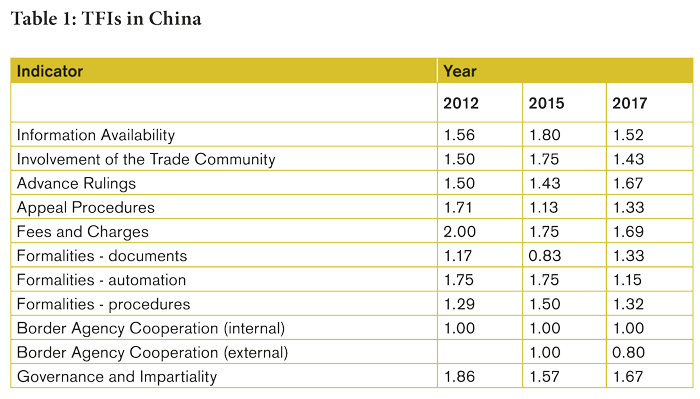 Table 1: TFIs in China
Indicator Year
2012 2015 2017
Information Availability 1.56 1.80 1.52
Involvement of the Trade Community 1.50 1.75 1.43
Advance Rulings 1.50 1.43 1.67
Appeal Procedures 1.71 1.13 1.33
Fees and Charges 2.00 1.75 1.69
Formalities - documents 1.17 0.83 1.33
Formalities - automation 1.75 1.75 1.15
Formalities - procedures 1.29 1.50 1.32
Border Agency Cooperation (internal) 1.00 1.00 1.00
Border Agency Cooperation (external) 1.00 0.80
Governance and Impartiality 1.86 1.57 1.67